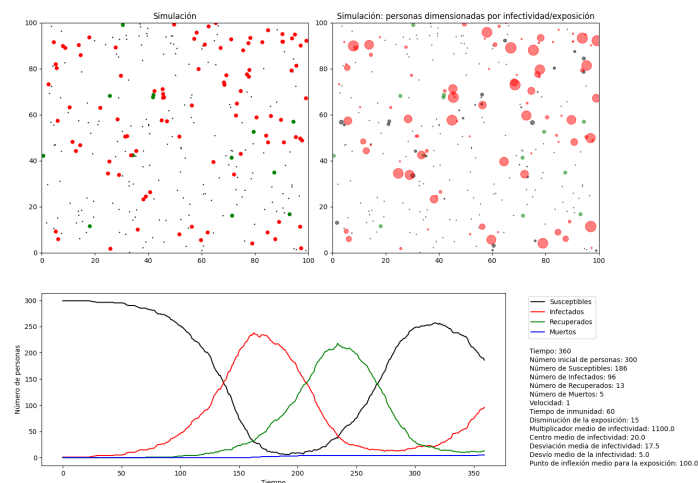 Simulación
100
80
60
40
20
0
0
20
40
60
80
100
Simulación: personas dimensionadas por infectividad/exposición
100
80
60
40
20
0
0
20
40
60
80
100
Número de personas
300
250
200
150
100
50
0
0
50
100
150
200
250
300
350
Tiempo
Susceptibles
Infectados
Recuperados
Muertos
Tiempo: 360
Número inicial de personas: 300
Número de Susceptibles: 186
Número de Infectados: 96
Número de Recuperados: 13
Número de Muertos: 5
Velocidad: 1
Tiempo de inmunidad: 60
Disminución de la exposición: 15
Multiplicador medio de infectividad: 1100.0
Centro medio de infectividad: 20.0
Desviación media de infectividad: 17.5
Desvío medio de la infectividad: 5.0
Punto de inflexión medio para la exposición: 100.0